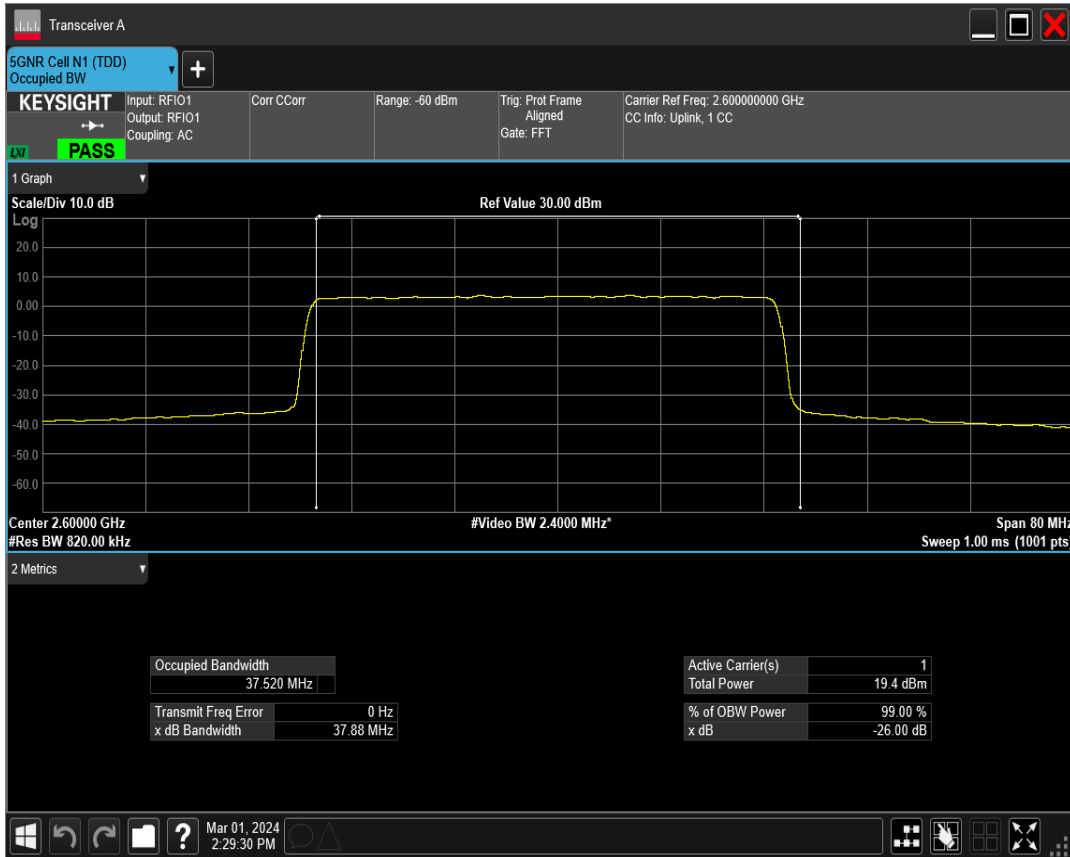 Transceiver A
5GNR Cell N1 (TDD)
Occupied BW
+
KEYSIGHT
LXI
PASS
Input: RFIO1
Output: RFIO1
Coupling: AC
Corr CCorr
Range: -60 dBm
Trig: Prot Frame
Aligned
Gate: FFT
Carrier Ref Freq: 2.600000000 GHz
CC Info: Uplink, 1 CC
1 Graph
Scale/Div 10.0 dB
Ref Value 30.00 dBm
Log
20.0
10.0
0.00
-10.0
-20.0
-30.0
-40.0
-50.0
-60.0
Center 2.60000 GHz
#Video BW 2.4000 MHz*
Span 80 MHz
#Res BW 820.00 kHz
Sweep 1.00 ms (1001 pts)
2 Metrics
Occupied Bandwidth
37.520 MHz
Transmit Freq Error 0 Hz
x dB Bandwidth 37.88 MHz
Active Carrier(s) 1
Total Power 19.4 dBm
% of OBW Power 99.00 %
x dB -26.00 dB
?
Mar 01, 2024
2:29:30 PM